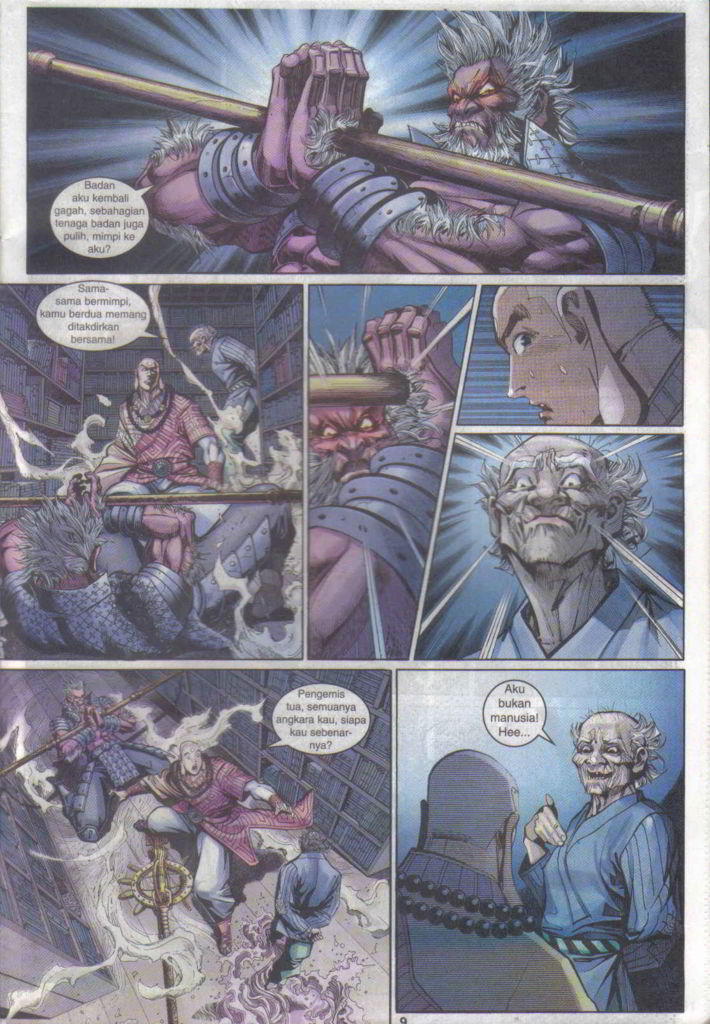 Badan
aku kembali
gagah, sebahagian
tenaga badan juga
pulih, mimpi ke
aku?
Sama-
sama bermimpi,
kamu berdua memang
ditakdirkan
bersama!
Pengemis
tua, semuanya
angkara kau, siapa
kau sebenar-
nya?
Aku
bukan
manusia!
Hee...
9